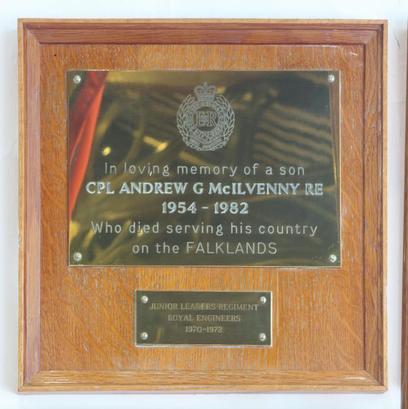 In loving memory of a son
CPL ANDREW G McILVENNY RE
1954 - 1982
Who died serving his country
on the FALKLANDS
JUNIOR LEADERS REGIMENT
ROYAL ENGINEERS
1970-1972